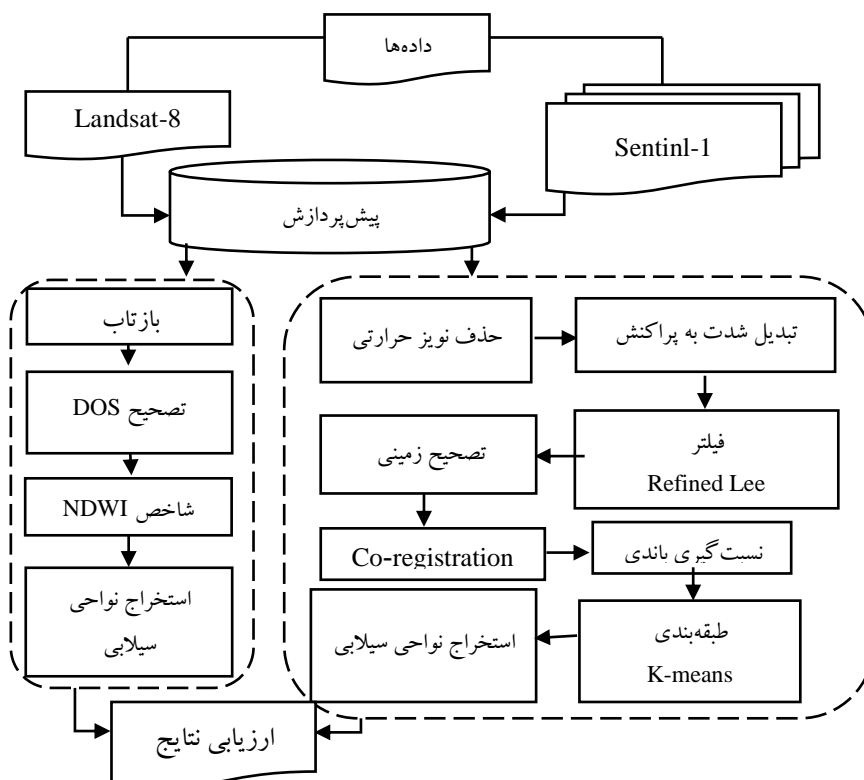 داده‌ها
Landsat-8
Sentinl-1
پیش‌پردازش
بازتاب
تصحیح DOS
شاخص NDWI
استخراج نواحی
سیلابی
حذف نویز حرارتی
تبدیل شدت به پراکنش
فیلتر
Refined Lee
تصحیح زمینی
Co-registration
نسبت‌گیری باندی
طبقه‌بندی
K-means
استخراج نواحی سیلابی
ارزیابی نتایج